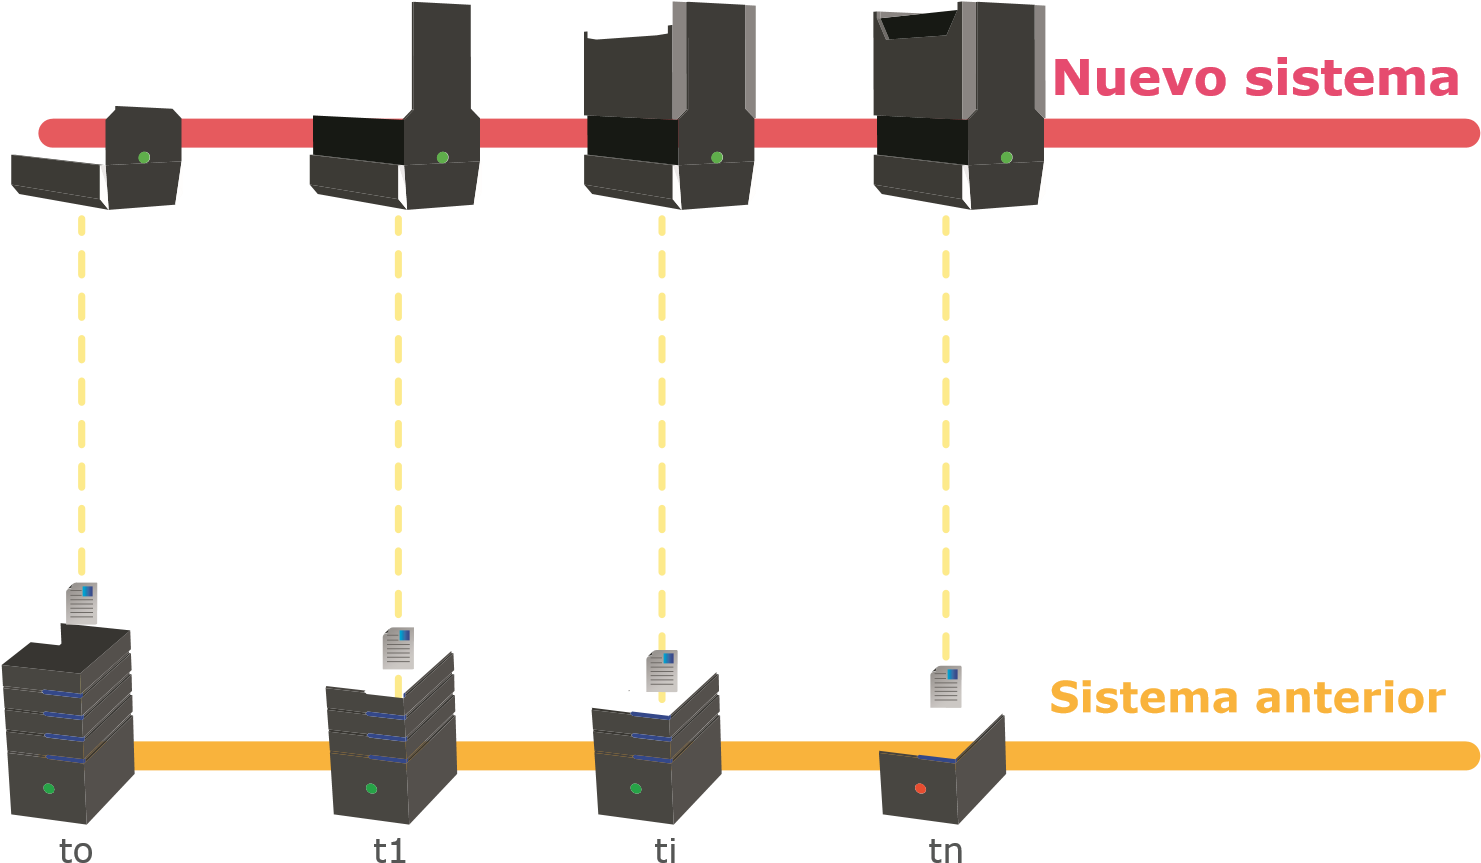 Nuevo sistema
Sistema anterior
to
t1
ti
tn